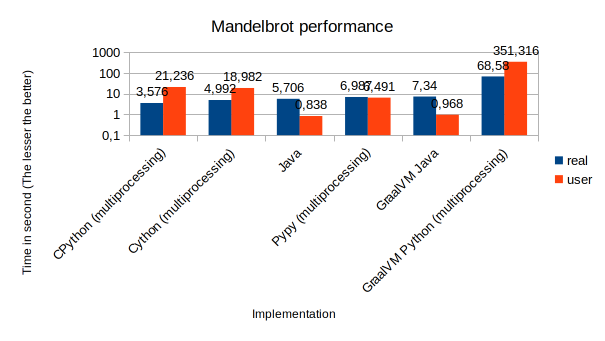 Mandelbrot performance
Time in second (The lesser the better)
1000
100
10
1
0,1
3,576
21,236
4,992
18,982
5,706
0,838
6,987
6,491
7,34
0,968
68,58
351,316
CPython (multiprocessing)
Cython (multiprocessing)
Java
Pypy (multiprocessing)
GraalVM Java
GraalVM Python (multiprocessing)
real
user
Implementation